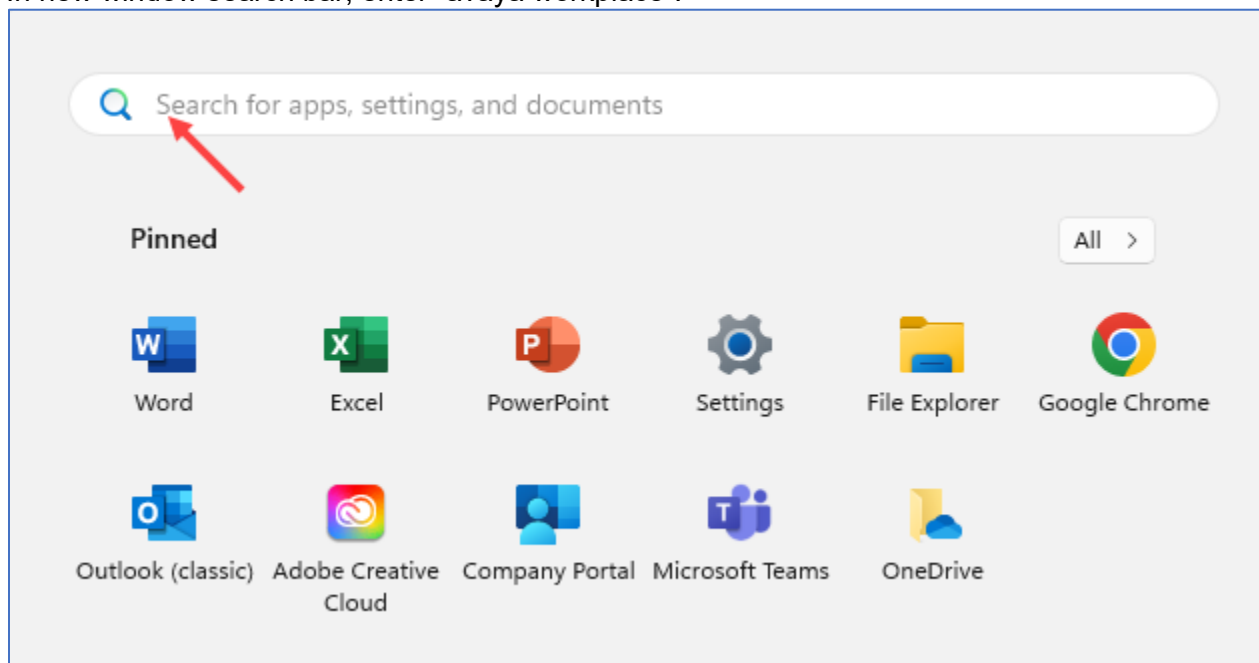 Search for apps, settings, and documents
Pinned
All >
W
X
P
Word
Excel
PowerPoint
Settings
File Explorer
Google Chrome
O
T
Outlook (classic)
Adobe Creative
Cloud
Company Portal
Microsoft Teams
OneDrive